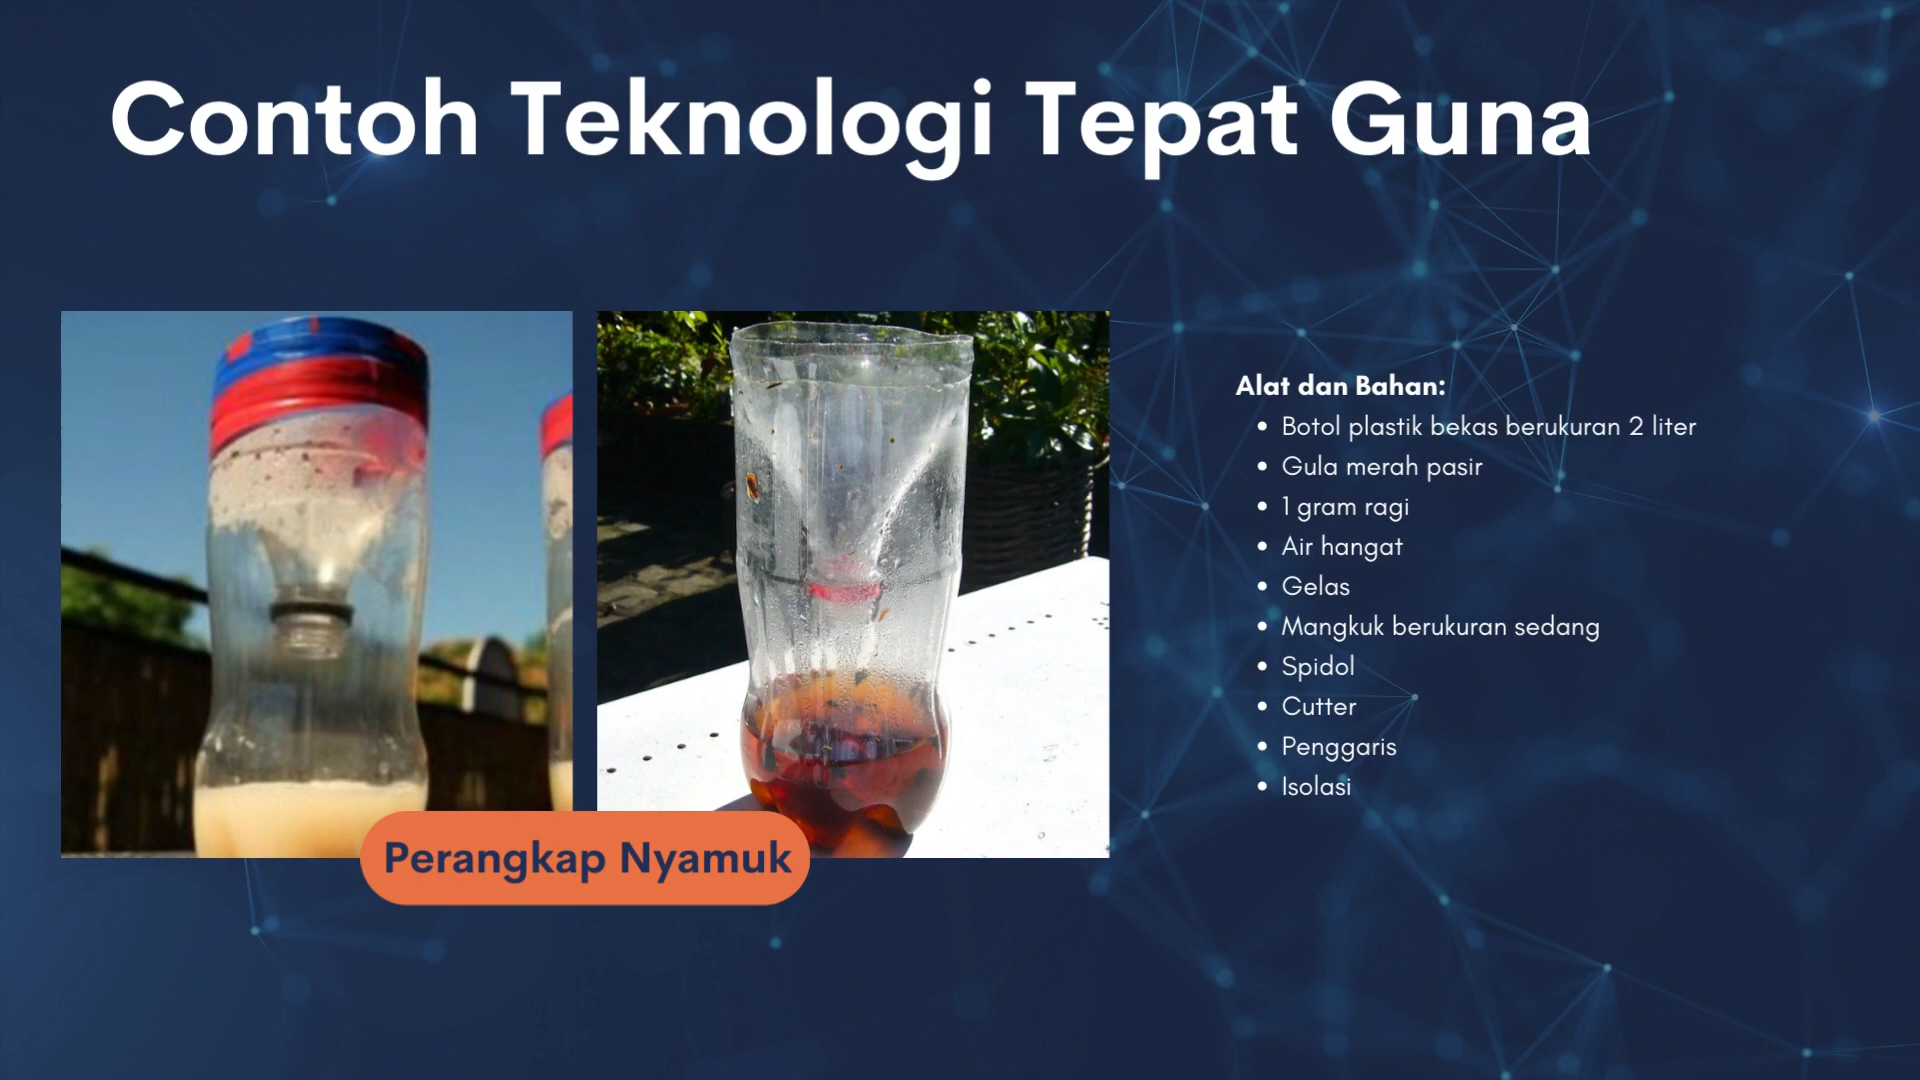 Contoh Teknologi Tepat Guna
Perangkap Nyamuk
Alat dan Bahan:
• Botol plastik bekas berukuran 2 liter
• Gula merah pasir
• 1 gram ragi
• Air hangat
• Gelas
• Mangkuk berukuran sedang
• Spidol
• Cutter
• Penggaris
• Isolasi